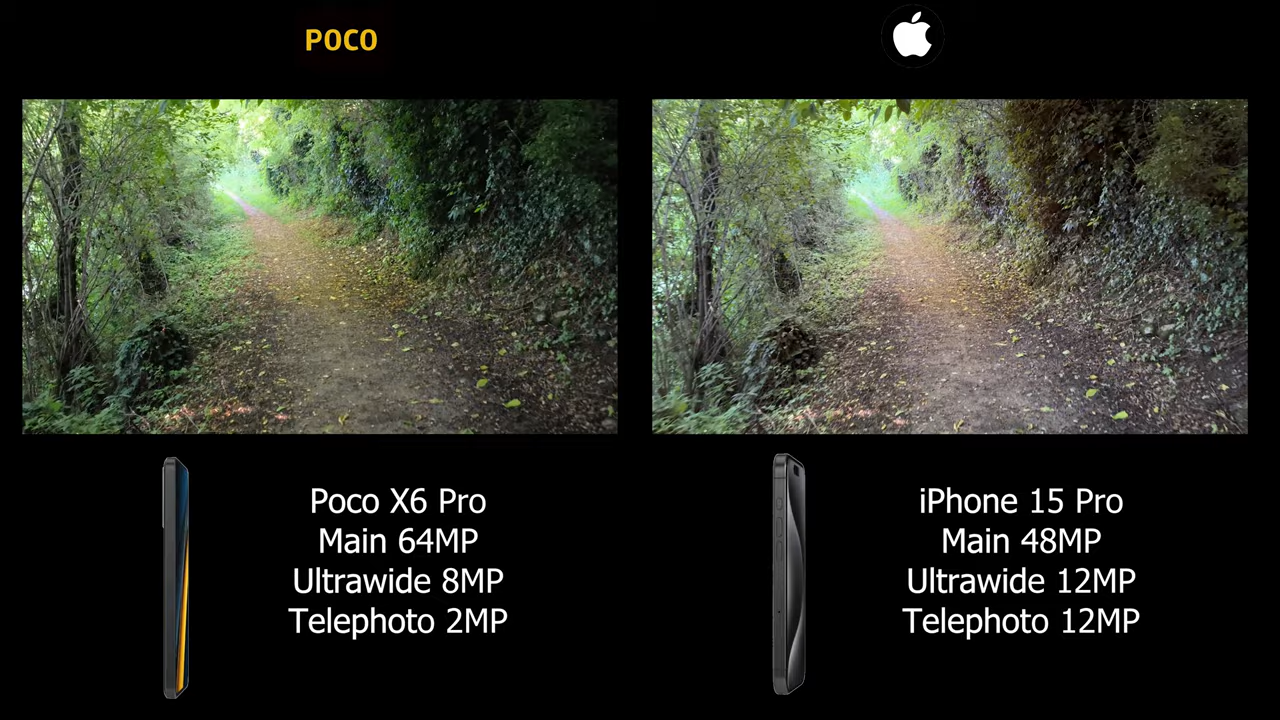 POCO
Poco X6 Pro
Main 64MP
Ultrawide 8MP
Telephoto 2MP
iPhone 15 Pro
Main 48MP
Ultrawide 12MP
Telephoto 12MP